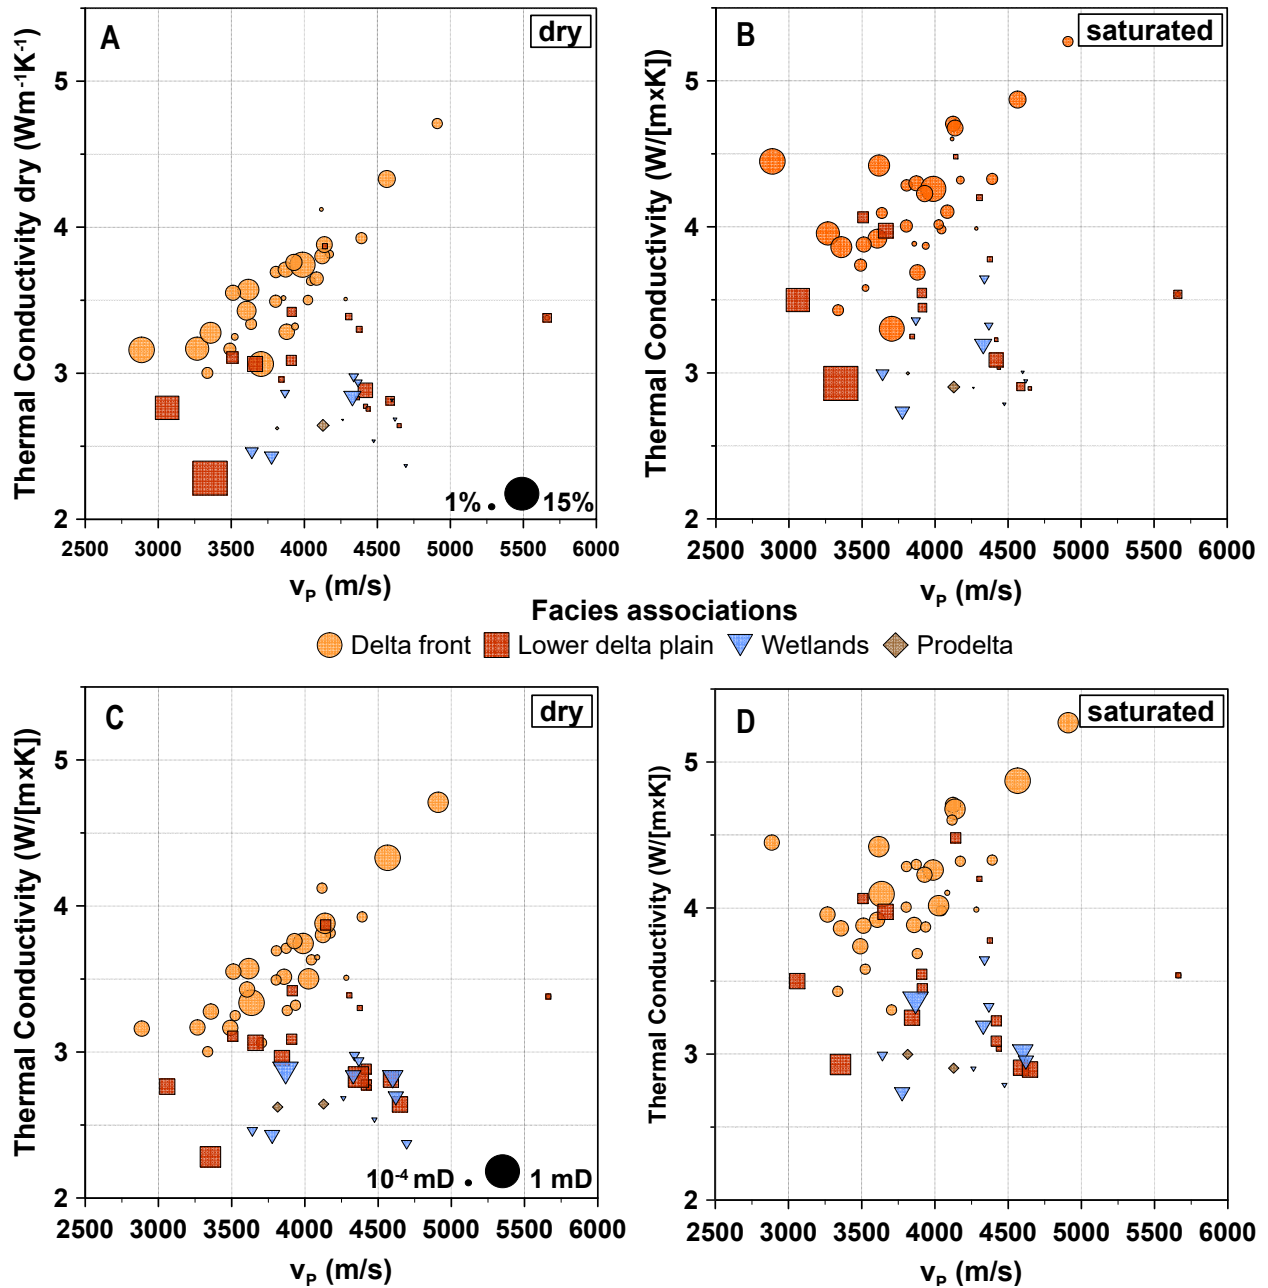 A
dry
Thermal Conductivity dry (Wm⁻¹K⁻¹)
5
4
3
2
1%
15%
2500 3000 3500 4000 4500 5000 5500 6000
vₚ (m/s)
B
saturated
Thermal Conductivity (W/[m×K])
5
4
3
2
2500 3000 3500 4000 4500 5000 5500 6000
vₚ (m/s)
Facies associations
Delta front Lower delta plain Wetlands Prodelta
C
dry
Thermal Conductivity (W/[m×K])
5
4
3
2
10⁻⁴ mD
1 mD
2500 3000 3500 4000 4500 5000 5500 6000
vₚ (m/s)
D
saturated
Thermal Conductivity (W/[m×K])
5
4
3
2
2500 3000 3500 4000 4500 5000 5500 6000
vₚ (m/s)